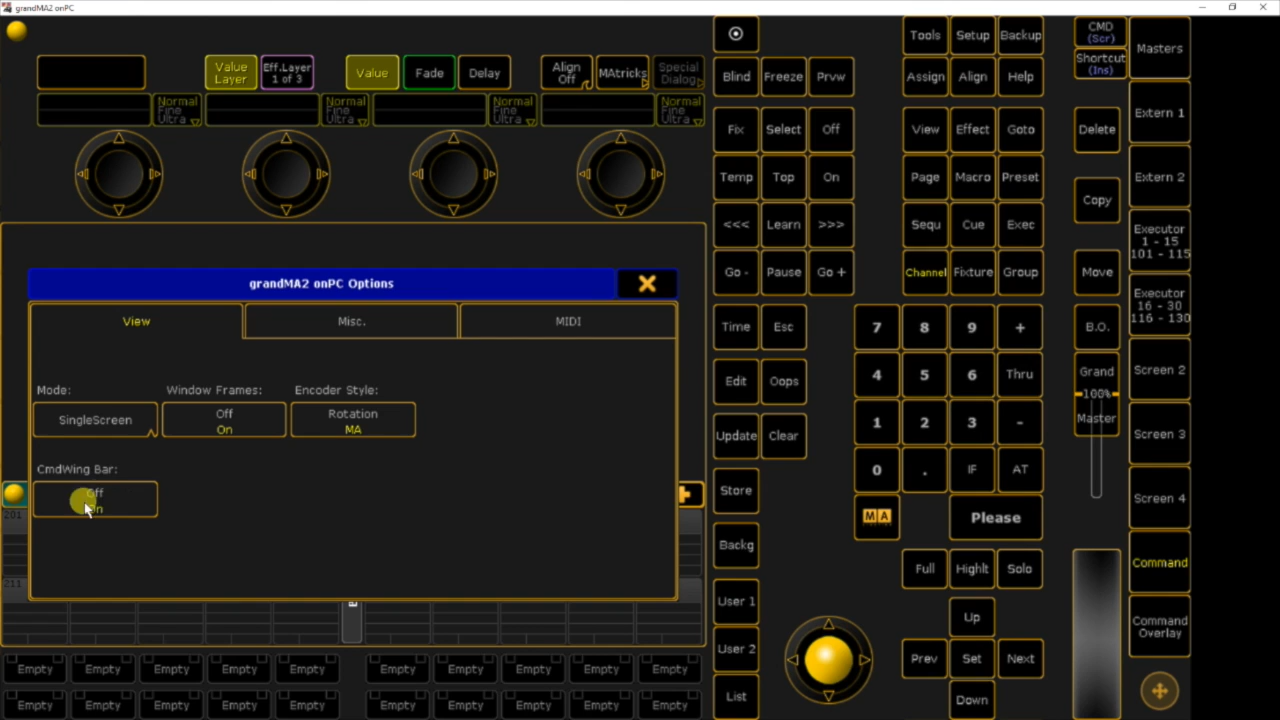 grandMA2 onPC
Value
Layer
Eff.Layer
1 of 3
Value
Fade
Delay
Align
Off
MAtricks
Special
Dialog
Normal
Fine
Ultra
Normal
Fine
Ultra
Normal
Fine
Ultra
Normal
Fine
Ultra
grandMA2 onPC Options
View
Misc.
MIDI
Mode:
Window Frames:
Encoder Style:
SingleScreen
Off
On
Rotation
MA
CmdWing Bar:
Off
On
201
211
Empty Empty Empty Empty Empty Empty Empty Empty Empty Empty
Empty Empty Empty Empty Empty Empty Empty Empty Empty Empty
Blind Freeze Prvw
Fix Select Off
Temp Top On
<<< Learn >>>
Go - Pause Go +
Time Esc
Edit Oops
Update Clear
Store
Backg
User 1
User 2
List
Tools Setup Backup
Assign Align Help
View Effect Goto
Page Macro Preset
Sequ Cue Exec
Channel Fixture Group
7 8 9 +
4 5 6 Thru
1 2 3 -
0 . IF AT
MA Please
Full Highlt Solo
Up
Prev Set Next
Down
CMD
(Scr)
Shortcut
(Ins)
Delete
Copy
Move
B.O.
Grand
100%
Master
Masters
Extern 1
Extern 2
Executor
1 - 15
101 - 115
Executor
16 - 30
116 - 130
Screen 2
Screen 3
Screen 4
Command
Command
Overlay